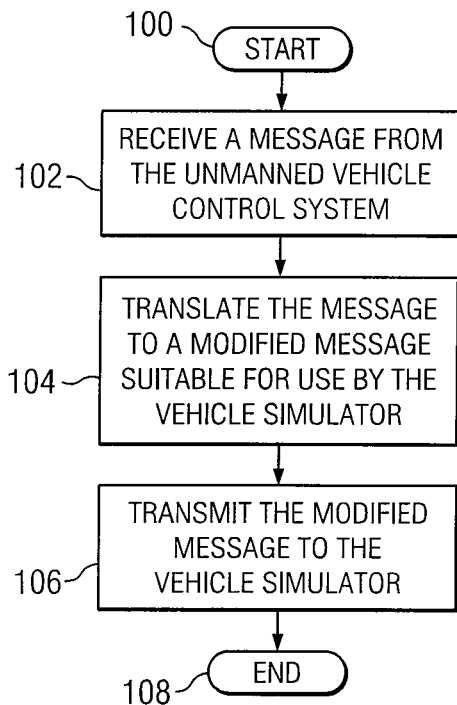 100
START
102
RECEIVE A MESSAGE FROM
THE UNMANNED VEHICLE
CONTROL SYSTEM
104
TRANSLATE THE MESSAGE
TO A MODIFIED MESSAGE
SUITABLE FOR USE BY THE
VEHICLE SIMULATOR
106
TRANSMIT THE MODIFIED
MESSAGE TO THE
VEHICLE SIMULATOR
108
END